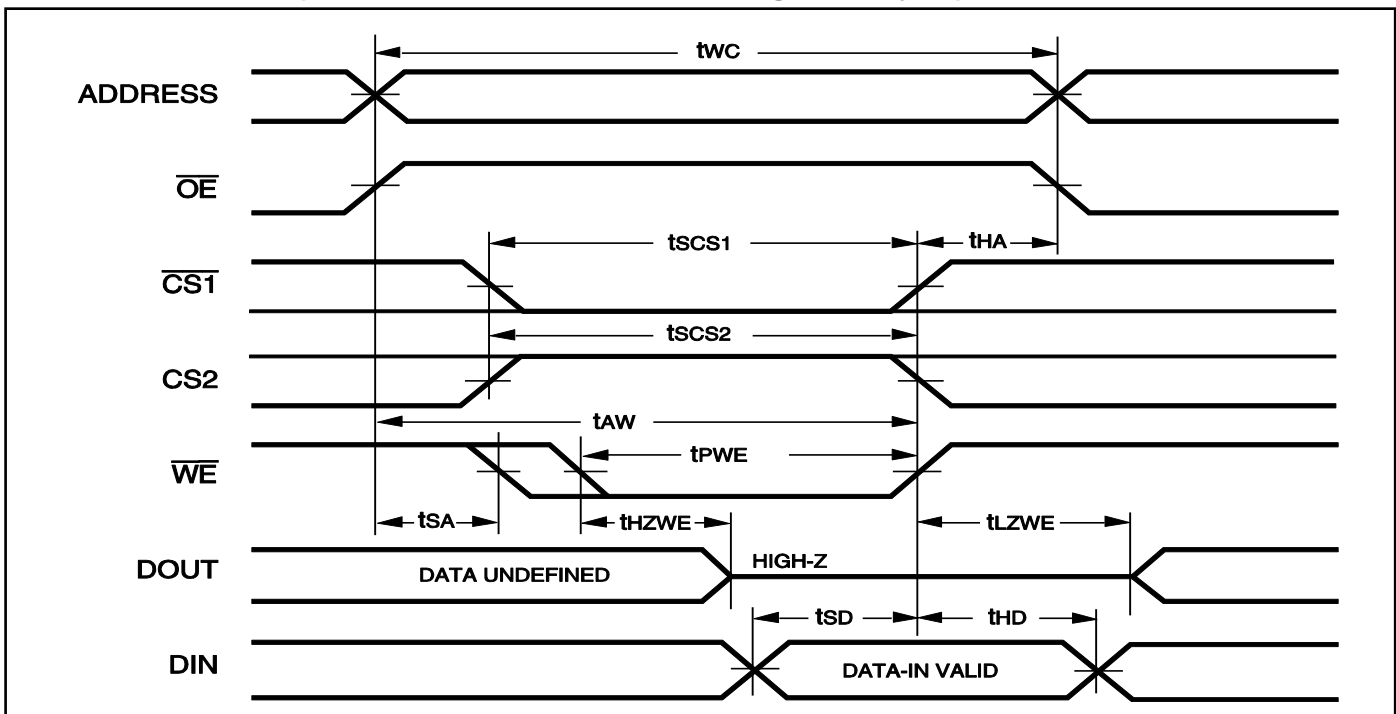 tWC
ADDRESS
OE
tSCS1
tHA
CS1
tSCS2
CS2
tAW
tPWE
WE
tSA
tHZWE
tLZWE
DOUT
DATA UNDEFINED
HIGH-Z
tSD
tHD
DIN
DATA-IN VALID